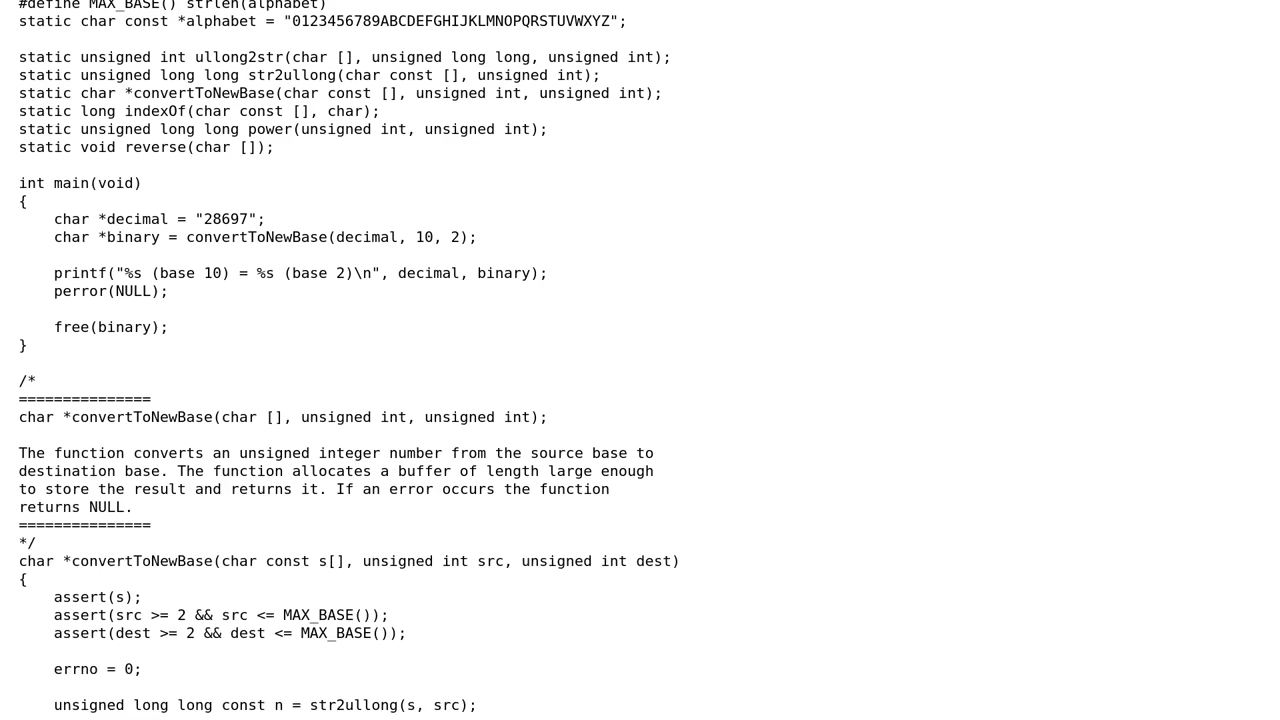 #define MAX_BASE() strlen(alphabet)
static char const *alphabet = "0123456789ABCDEFGHIJKLMNOPQRSTUVWXYZ";

static unsigned int ullong2str(char [], unsigned long long, unsigned int);
static unsigned long long str2ullong(char const [], unsigned int);
static char *convertToNewBase(char const [], unsigned int, unsigned int);
static long indexOf(char const [], char);
static unsigned long long power(unsigned int, unsigned int);
static void reverse(char []);

int main(void)
{
    char *decimal = "28697";
    char *binary = convertToNewBase(decimal, 10, 2);

    printf("%s (base 10) = %s (base 2)\n", decimal, binary);
    perror(NULL);

    free(binary);
}

/*
===============
char *convertToNewBase(char [], unsigned int, unsigned int);

The function converts an unsigned integer number from the source base to
destination base. The function allocates a buffer of length large enough
to store the result and returns it. If an error occurs the function
returns NULL.
===============
*/
char *convertToNewBase(char const s[], unsigned int src, unsigned int dest)
{
    assert(s);
    assert(src >= 2 && src <= MAX_BASE());
    assert(dest >= 2 && dest <= MAX_BASE());

    errno = 0;

    unsigned long long const n = str2ullong(s, src);